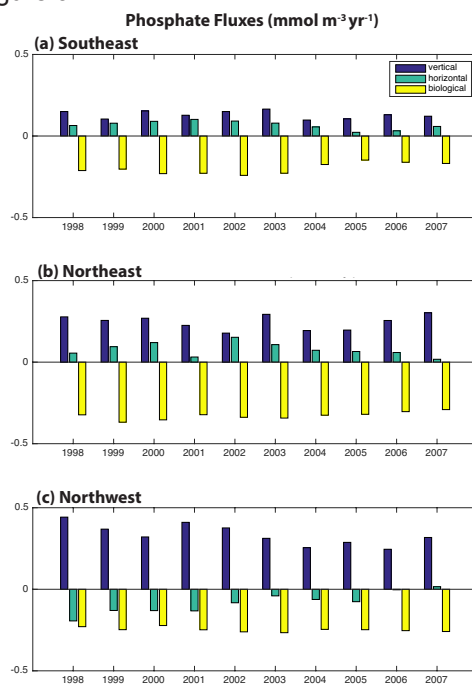 Phosphate Fluxes (mmol m⁻³ yr⁻¹)
(a) Southeast
0.5
vertical
horizontal
biological
0
-0.5
1998 1999 2000 2001 2002 2003 2004 2005 2006 2007
(b) Northeast
0.5
0
-0.5
1998 1999 2000 2001 2002 2003 2004 2005 2006 2007
(c) Northwest
0.5
0
-0.5
1998 1999 2000 2001 2002 2003 2004 2005 2006 2007